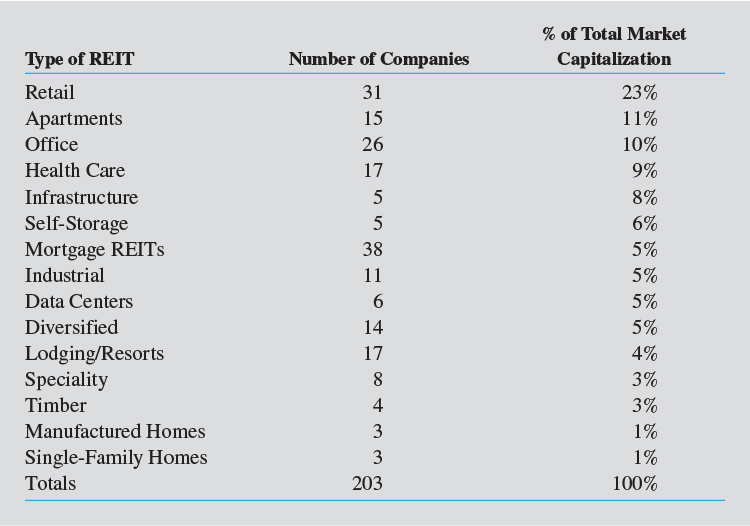 % of Total Market
Type of REIT Number of Companies Capitalization
Retail 31 23%
Apartments 15 11%
Office 26 10%
Health Care 17 9%
Infrastructure 5 8%
Self-Storage 5 6%
Mortgage REITs 38 5%
Industrial 11 5%
Data Centers 6 5%
Diversified 14 5%
Lodging/Resorts 17 4%
Speciality 8 3%
Timber 4 3%
Manufactured Homes 3 1%
Single-Family Homes 3 1%
Totals 203 100%